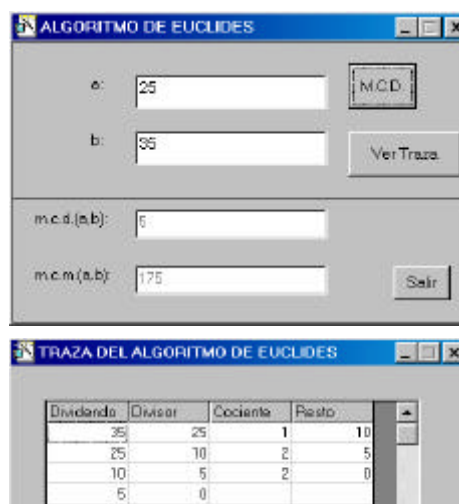 ALGORITMO DE EUCLIDES
a: 25 M.C.D.
b: 35
Ver Traza
m.c.d.(a,b): 5
m.c.m.(a,b): 175 Salir
TRAZA DEL ALGORITMO DE EUCLIDES
Dividendo Divisor Cociente Resto
35 25 1 10
25 10 2 5
10 5 2 0
5 0